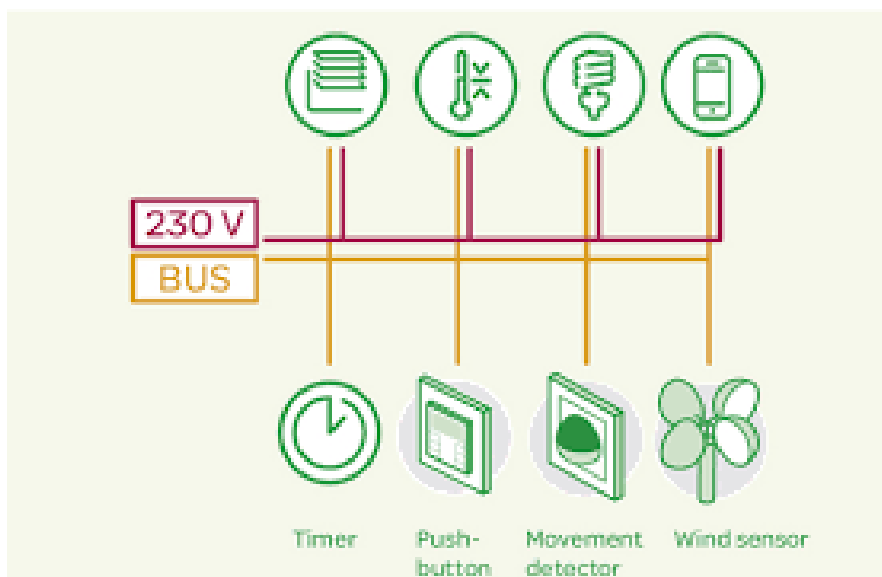 230 V
BUS
Timer
Push-
button
Movement
detector
Wind sensor